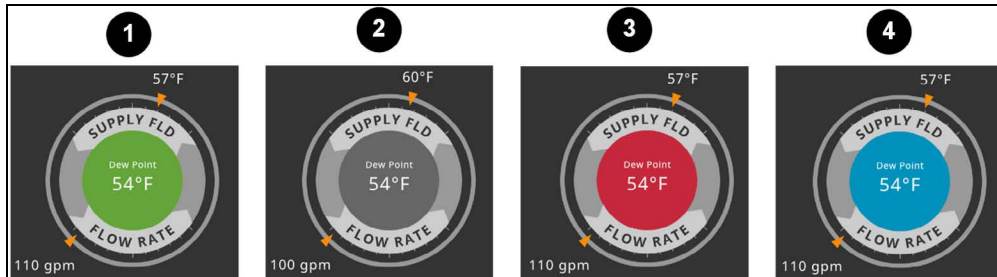 1
57°F
SUPPLY FLD
Dew Point
54°F
FLOW RATE
110 gpm
2
60°F
SUPPLY FLD
Dew Point
54°F
FLOW RATE
100 gpm
3
57°F
SUPPLY FLD
Dew Point
54°F
FLOW RATE
110 gpm
4
57°F
SUPPLY FLD
Dew Point
54°F
FLOW RATE
110 gpm